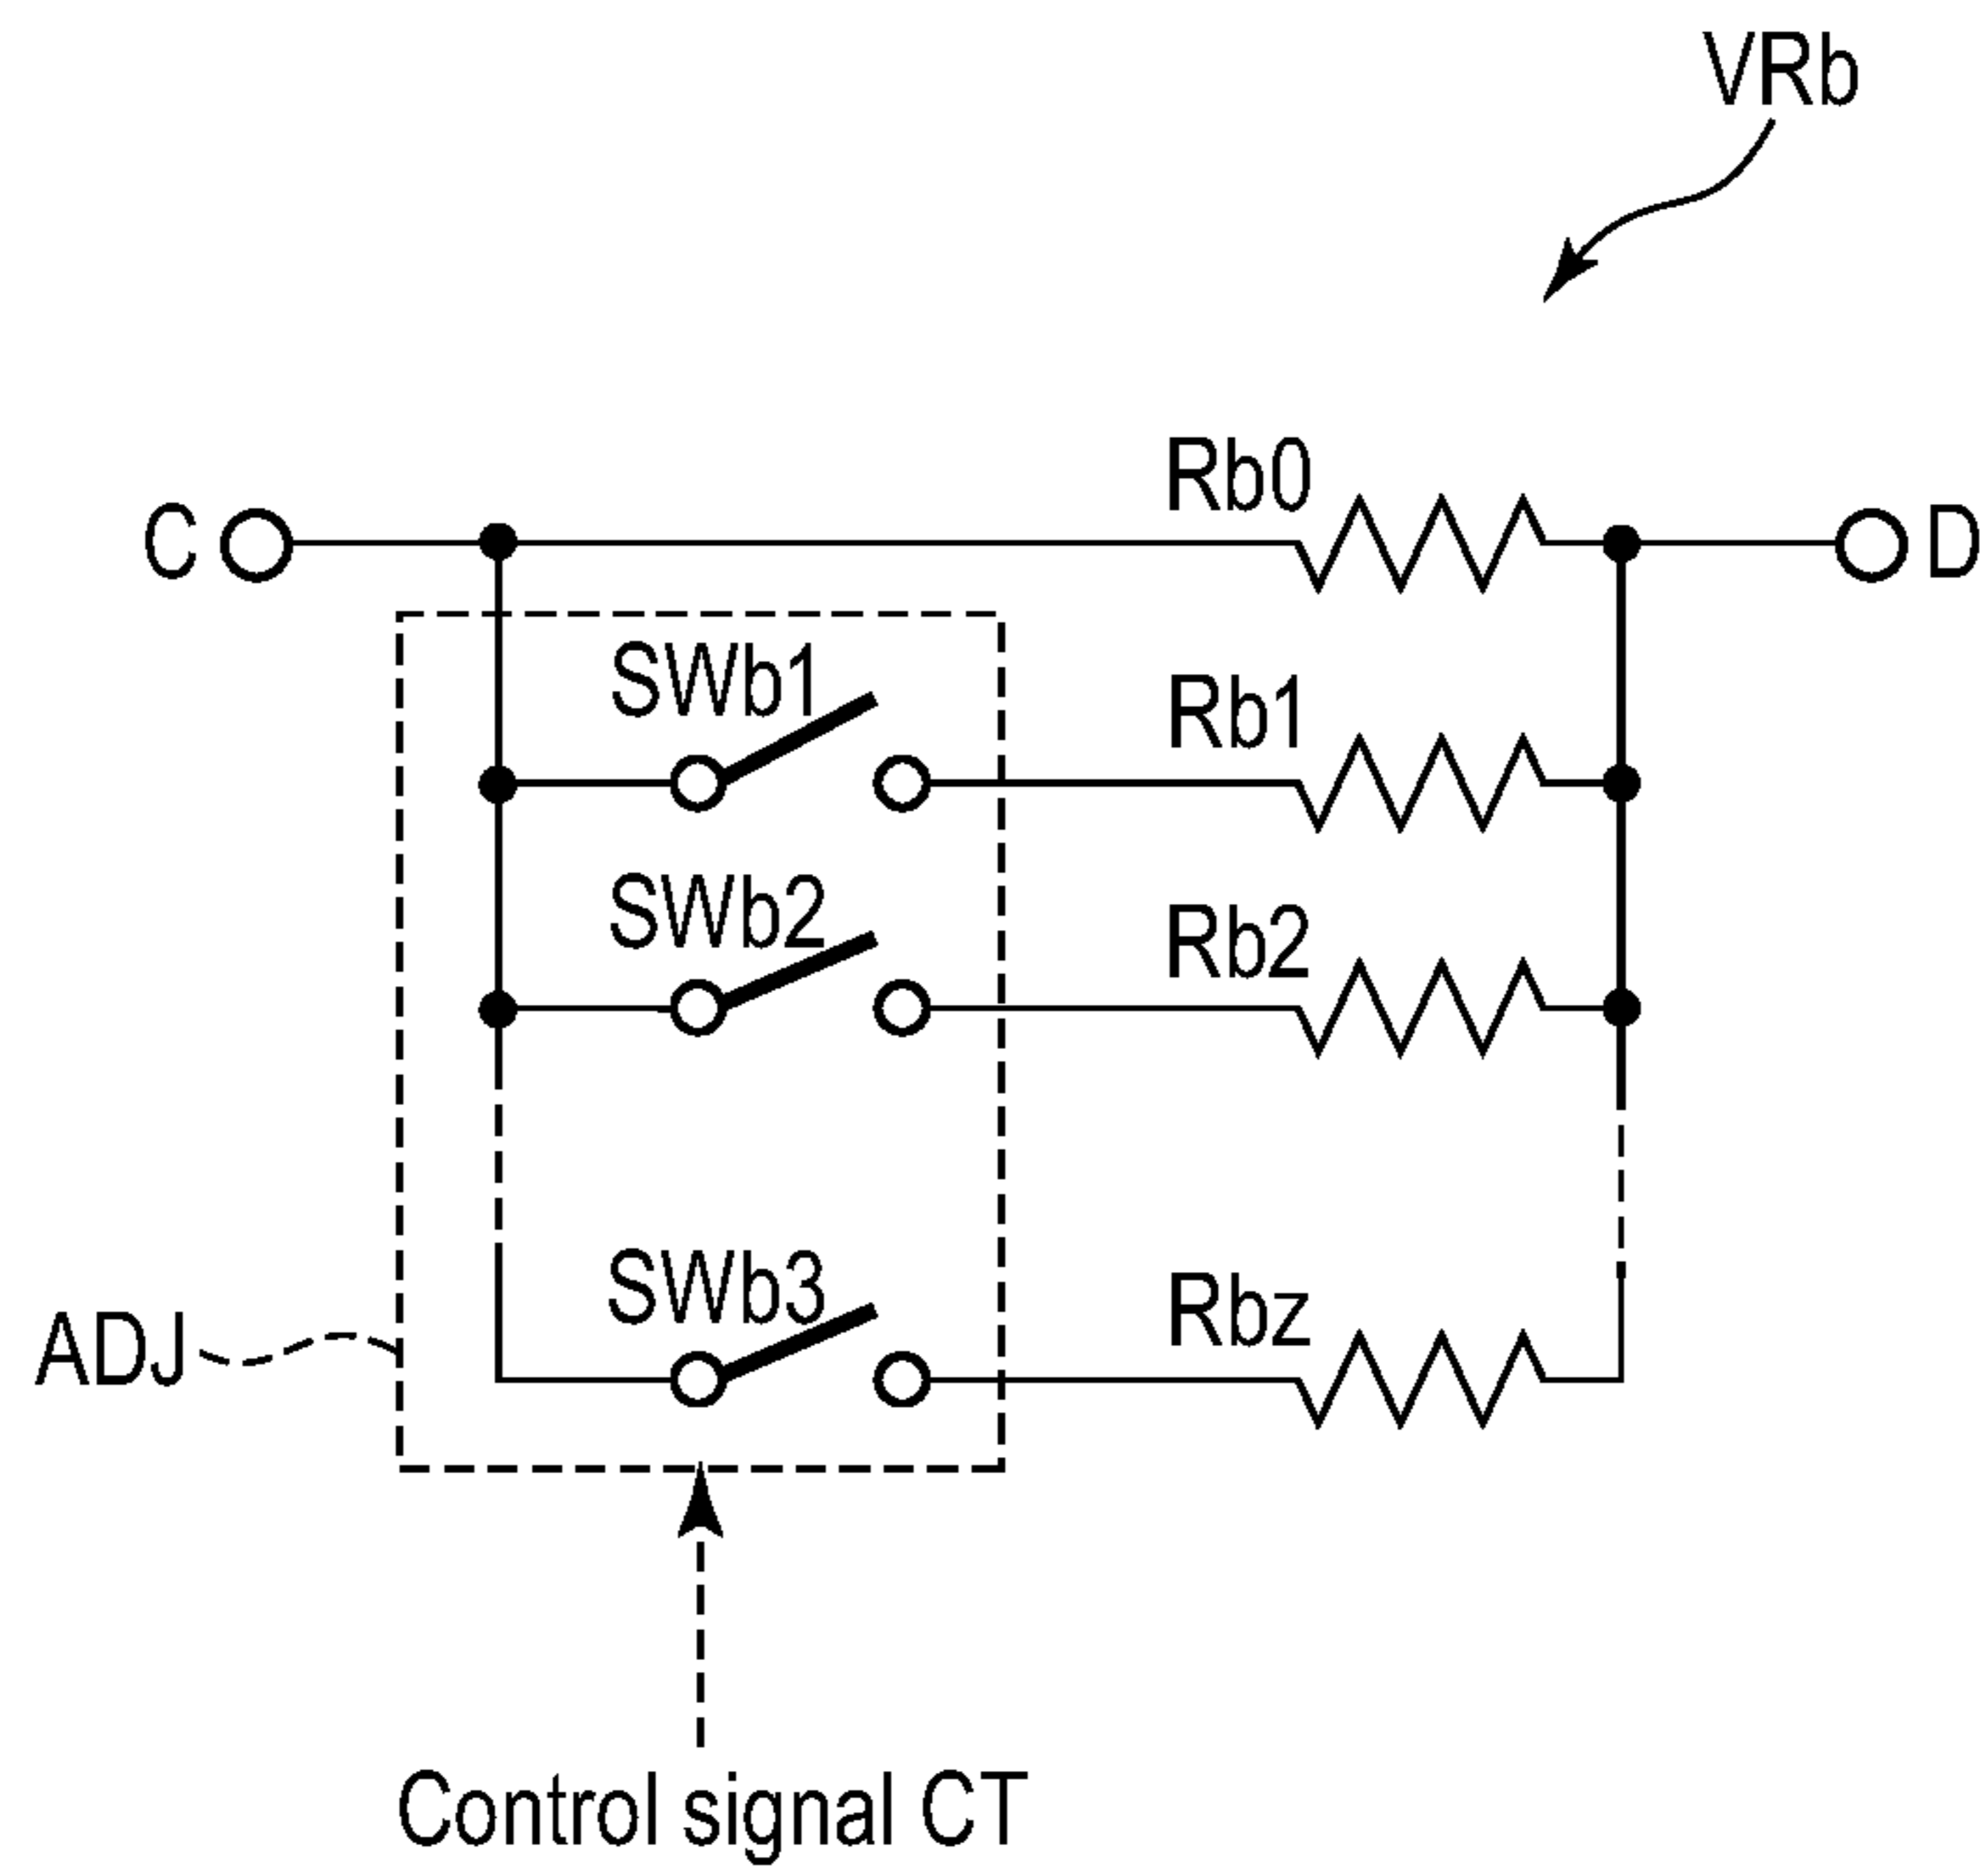 VRb
Rb0
C
D
SWb1
Rb1
SWb2
Rb2
SWb3
Rbz
ADJ
Control signal CT